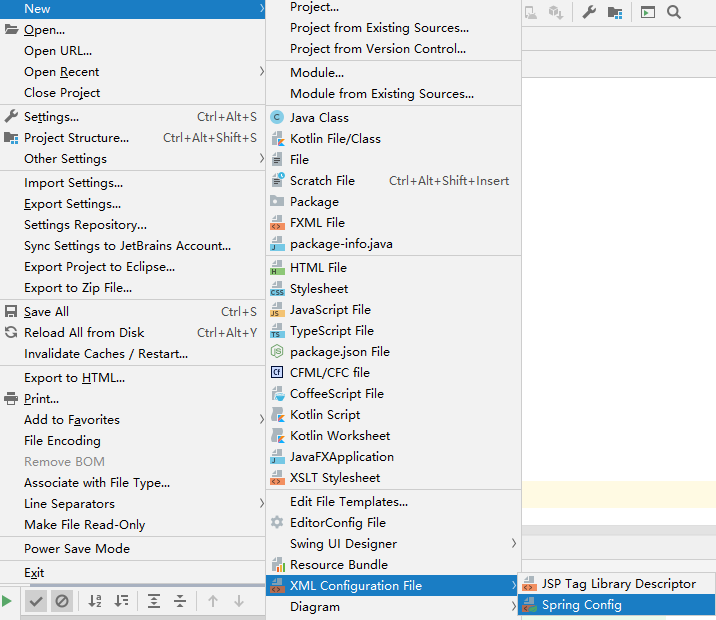 New
Open...
Open URL...
Open Recent
Close Project
Settings... Ctrl+Alt+S
Project Structure... Ctrl+Alt+Shift+S
Other Settings
Import Settings...
Export Settings...
Settings Repository...
Sync Settings to JetBrains Account...
Export Project to Eclipse...
Export to Zip File...
Save All Ctrl+S
Reload All from Disk Ctrl+Alt+Y
Invalidate Caches / Restart...
Export to HTML...
Print...
Add to Favorites
File Encoding
Remove BOM
Associate with File Type...
Line Separators
Make File Read-Only
Power Save Mode
Exit
Project...
Project from Existing Sources...
Project from Version Control...
Module...
Module from Existing Sources...
Java Class
Kotlin File/Class
File
Scratch File Ctrl+Alt+Shift+Insert
Package
FXML File
package-info.java
HTML File
Stylesheet
JavaScript File
TypeScript File
package.json File
CFML/CFC file
CoffeeScript File
Kotlin Script
Kotlin Worksheet
JavaFXApplication
XSLT Stylesheet
Edit File Templates...
EditorConfig File
Swing UI Designer
Resource Bundle
XML Configuration File
Diagram
JSP Tag Library Descriptor
Spring Config